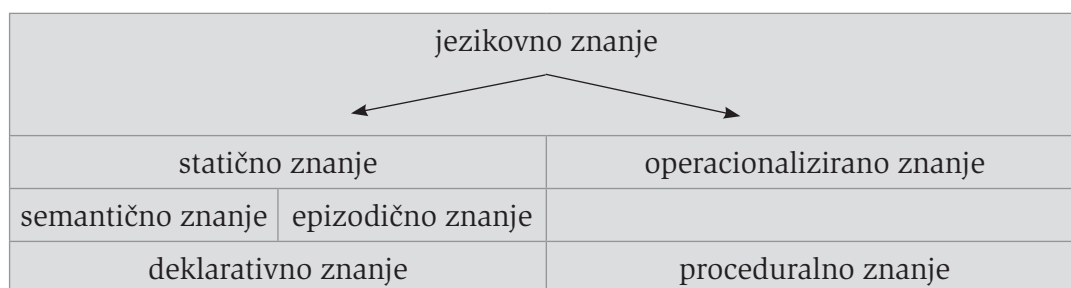 jezikovno znanje
statično znanje operacionalizirano znanje
semantično znanje epizodično znanje
deklarativno znanje proceduralno znanje